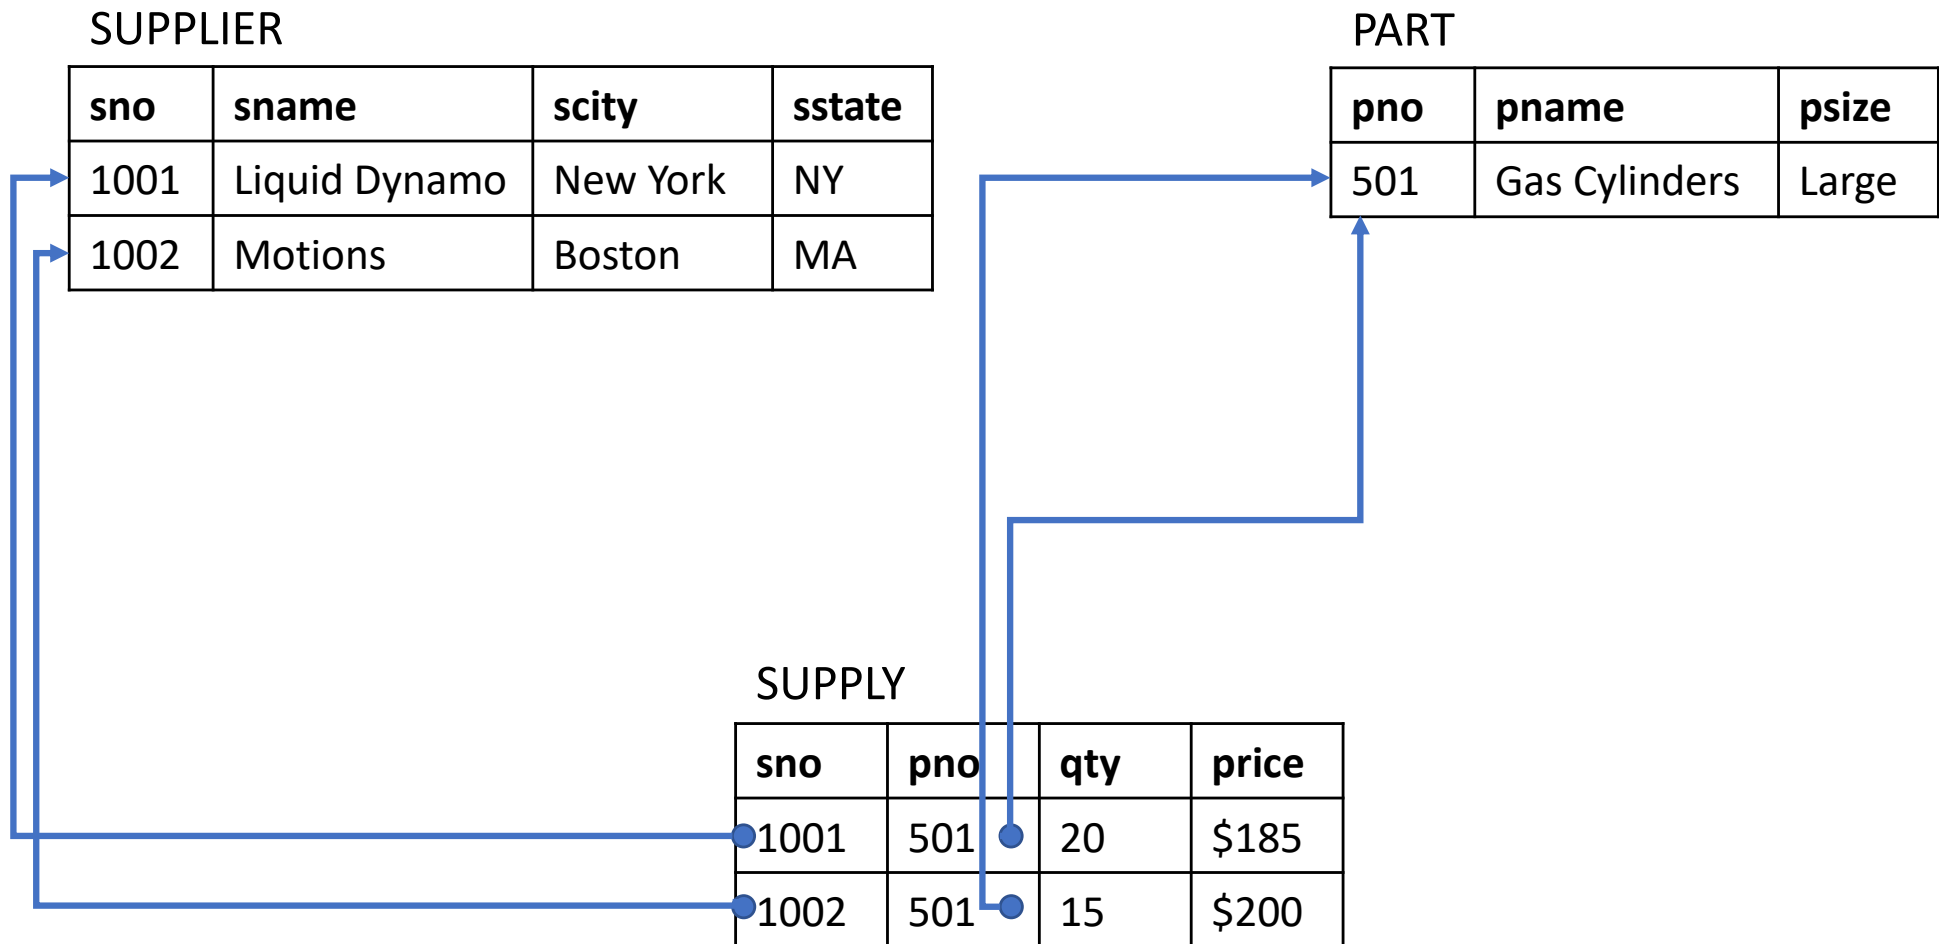 SUPPLIER
sno sname scity sstate
1001 Liquid Dynamo New York NY
1002 Motions Boston MA
PART
pno pname psize
501 Gas Cylinders Large
SUPPLY
sno pno qty price
1001 501 20 $185
1002 501 15 $200